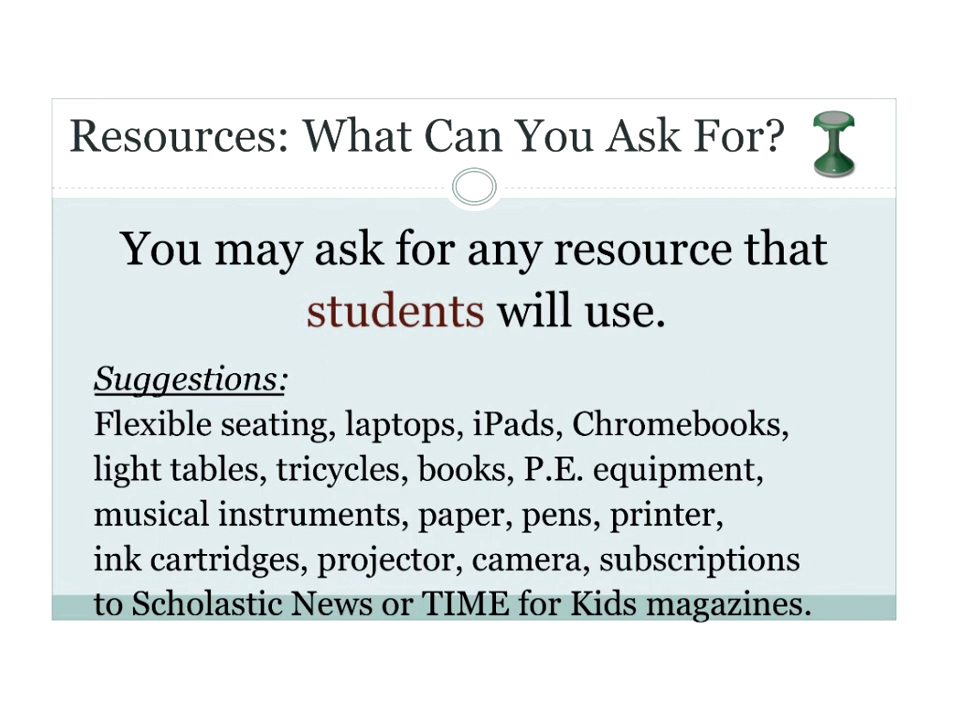 Resources: What Can You Ask For?
You may ask for any resource that
students will use.
Suggestions:
Flexible seating, laptops, iPads, Chromebooks,
light tables, tricycles, books, P.E. equipment,
musical instruments, paper, pens, printer,
ink cartridges, projector, camera, subscriptions
to Scholastic News or TIME for Kids magazines.